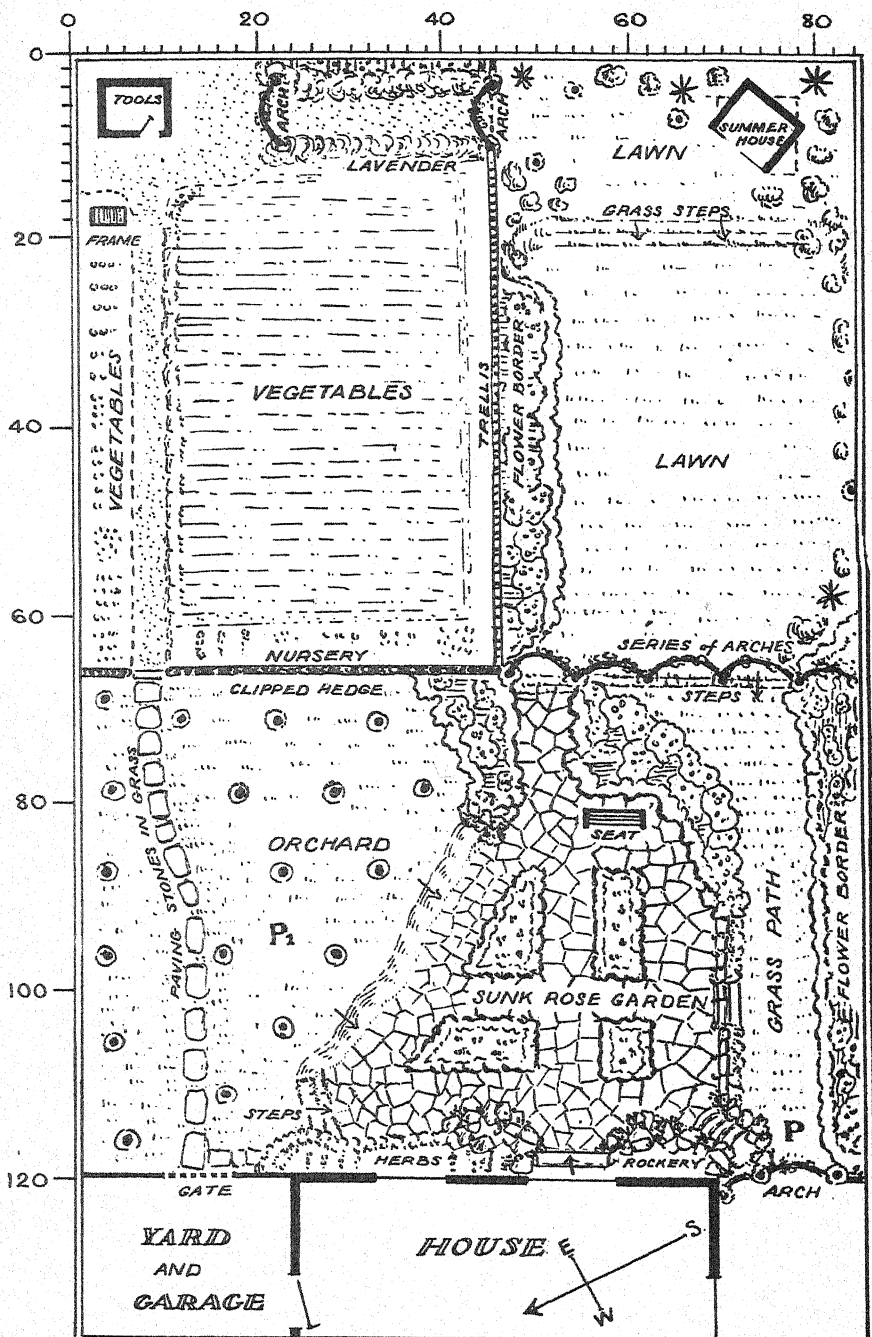 0 20 40 60 80
0
20
40
60
80
100
120
TOOLS
ARCH
ARCH
LAVENDER
LAWN
SUMMER
HOUSE
GRASS STEPS
FRAME
VEGETABLES
VEGETABLES
TRELLIS
FLOWER BORDER
LAWN
NURSERY
SERIES of ARCHES
CLIPPED HEDGE
STEPS
PAVING STONES IN GRASS
ORCHARD
SEAT
P1
SUNK ROSE GARDEN
GRASS PATH
FLOWER BORDER
STEPS
P
HERBS
ROCKERY
GATE
ARCH
YARD
AND
GARAGE
HOUSE
E
S
W